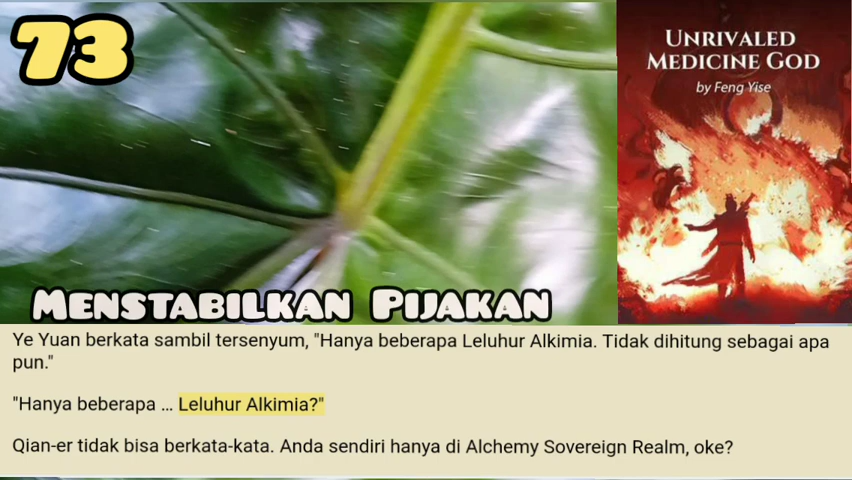 73
UNRIVALED
MEDICINE GOD
by Feng Yise
MENSTABILKAN PIJAKAN
Ye Yuan berkata sambil tersenyum, "Hanya beberapa Leluhur Alkimia. Tidak dihitung sebagai apa
pun."
"Hanya beberapa ... Leluhur Alkimia?"
Qian-er tidak bisa berkata-kata. Anda sendiri hanya di Alchemy Sovereign Realm, oke?